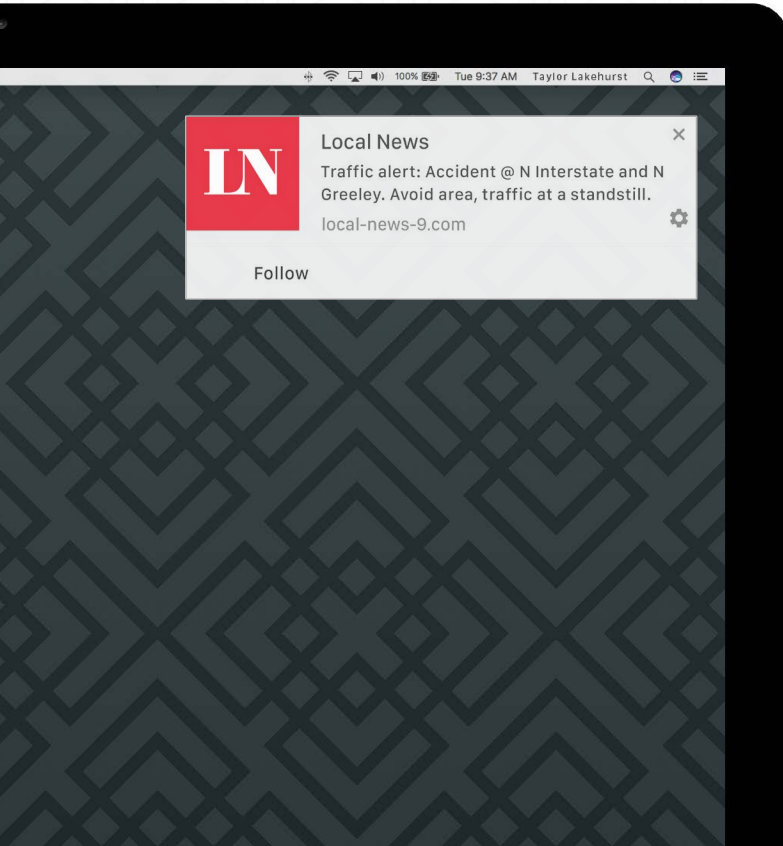 100% Tue 9:37 AM Taylor Lakehurst
LN
Local News
Traffic alert: Accident @ N Interstate and N
Greeley. Avoid area, traffic at a standstill.
local-news-9.com
Follow